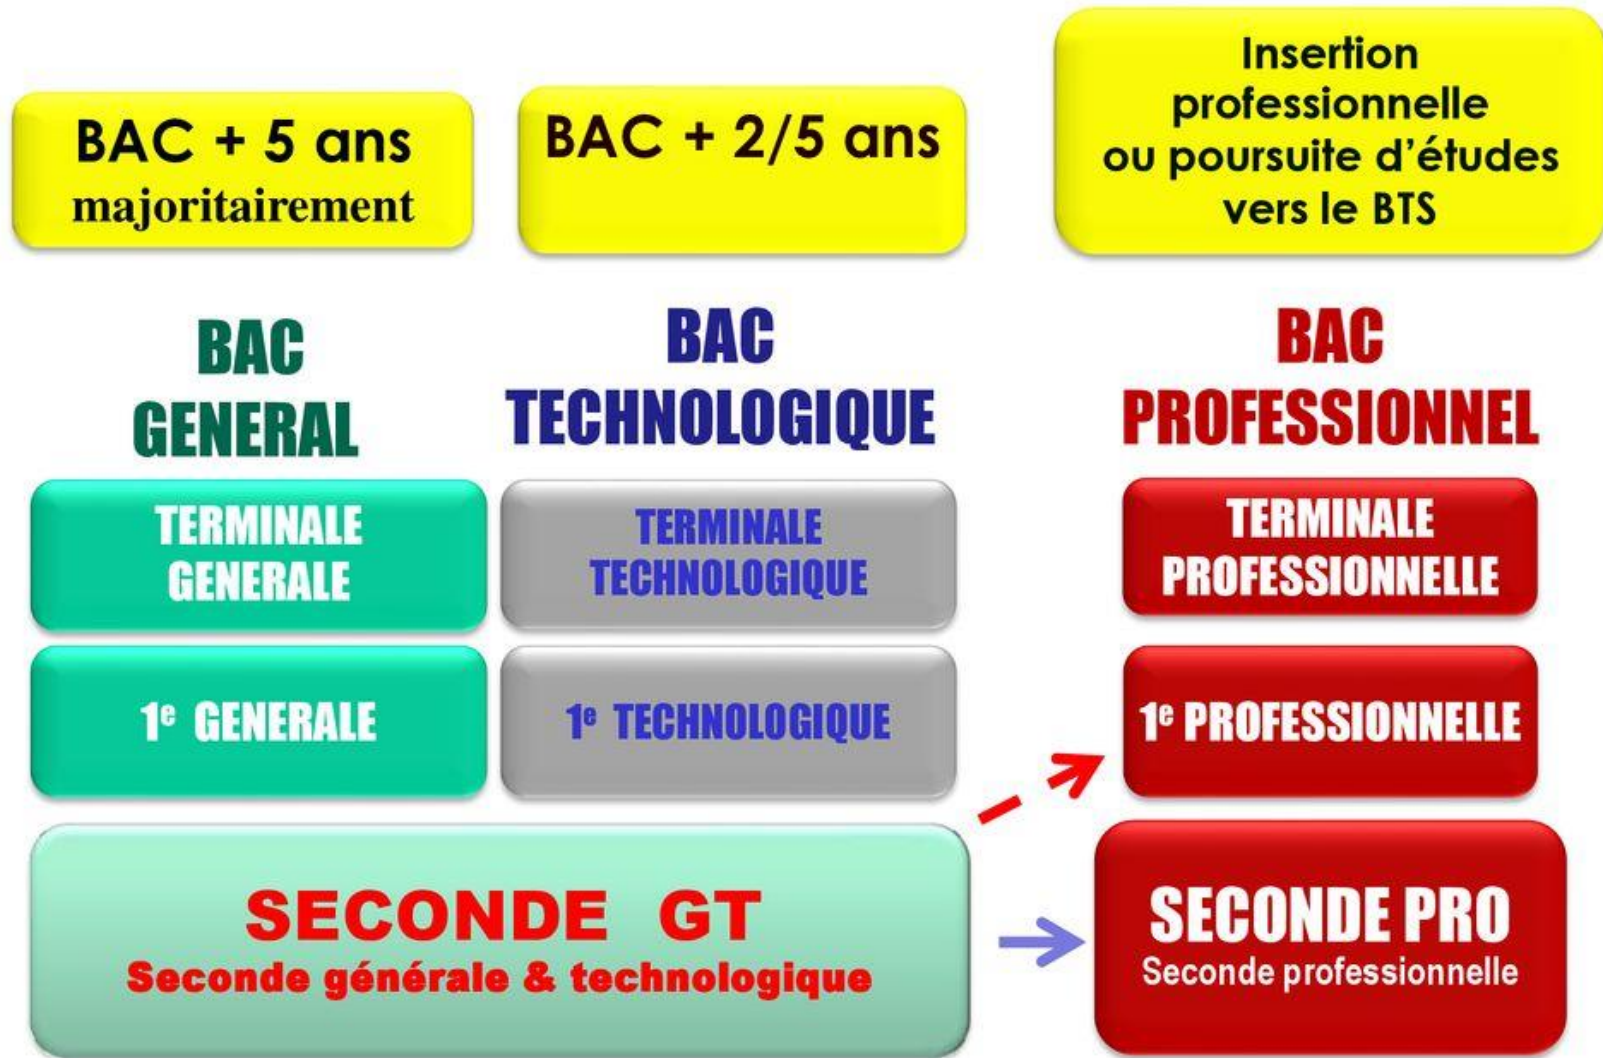 BAC + 5 ans
majoritairement
BAC + 2/5 ans
Insertion
professionnelle
ou poursuite d'études
vers le BTS
BAC
GENERAL
BAC
TECHNOLOGIQUE
BAC
PROFESSIONNEL
TERMINALE
GENERALE
TERMINALE
TECHNOLOGIQUE
TERMINALE
PROFESSIONNELLE
1e GENERALE
1e TECHNOLOGIQUE
1e PROFESSIONNELLE
SECONDE GT
Seconde générale & technologique
SECONDE PRO
Seconde professionnelle